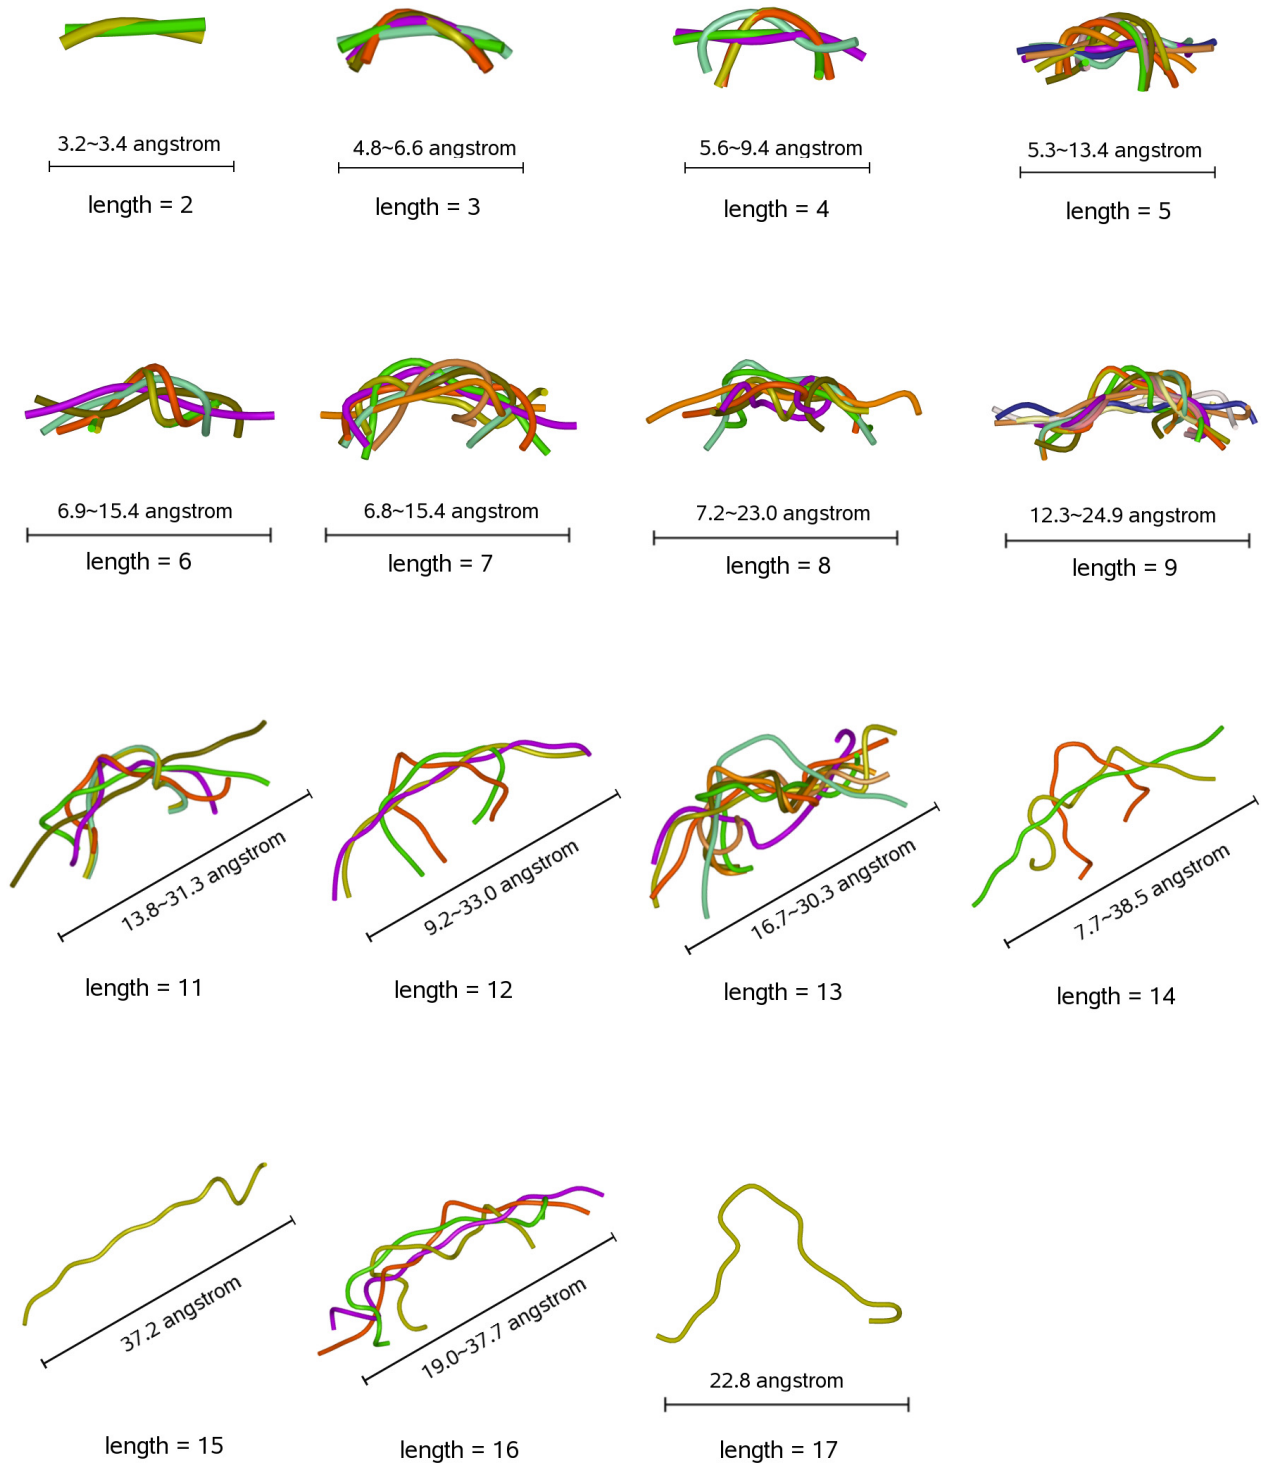 3.2~3.4 angstrom
4.8~6.6 angstrom
5.6~9.4 angstrom
5.3~13.4 angstrom
length = 2
length = 3
length = 4
length = 5
6.9~15.4 angstrom
6.8~15.4 angstrom
7.2~23.0 angstrom
12.3~24.9 angstrom
length = 6
length = 7
length = 8
length = 9
13.8~31.3 angstrom
9.2~33.0 angstrom
16.7~30.3 angstrom
7.7~38.5 angstrom
length = 11
length = 12
length = 13
length = 14
37.2 angstrom
19.0~37.7 angstrom
22.8 angstrom
length = 15
length = 16
length = 17